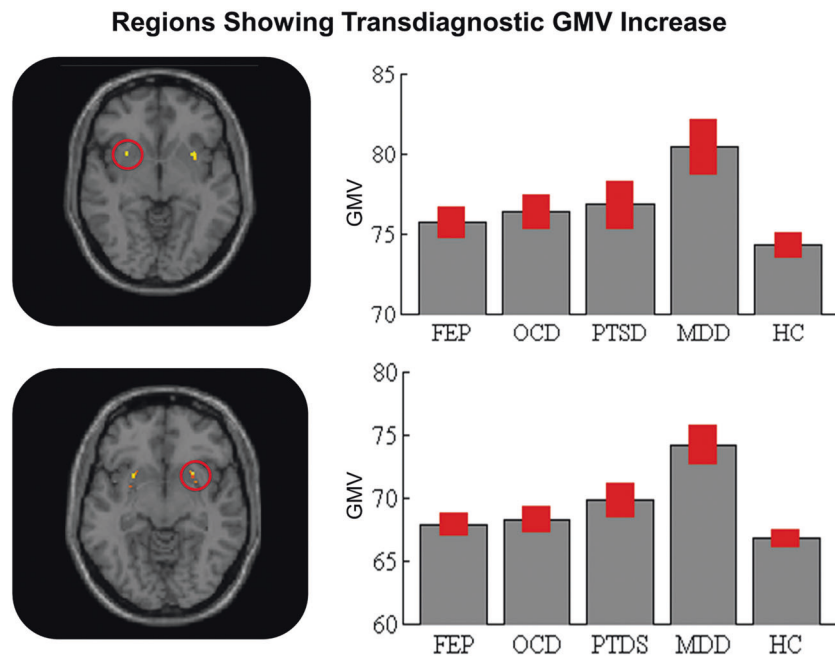 Regions Showing Transdiagnostic GMV Increase
85
80
75
70
GMV
FEP OCD PTSD MDD HC
80
75
70
65
60
GMV
FEP OCD PTDS MDD HC